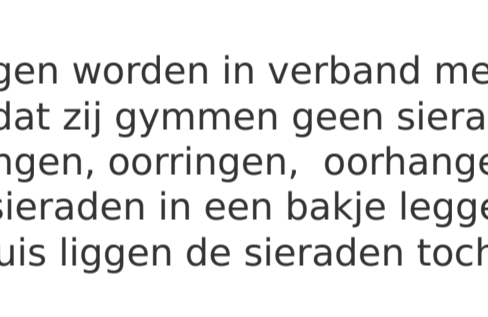 gen worden in verband me
dat zij gymmen geen siera
ngen, oorringen,  oorhange
sieraden in een bakje legge
uis liggen de sieraden toch